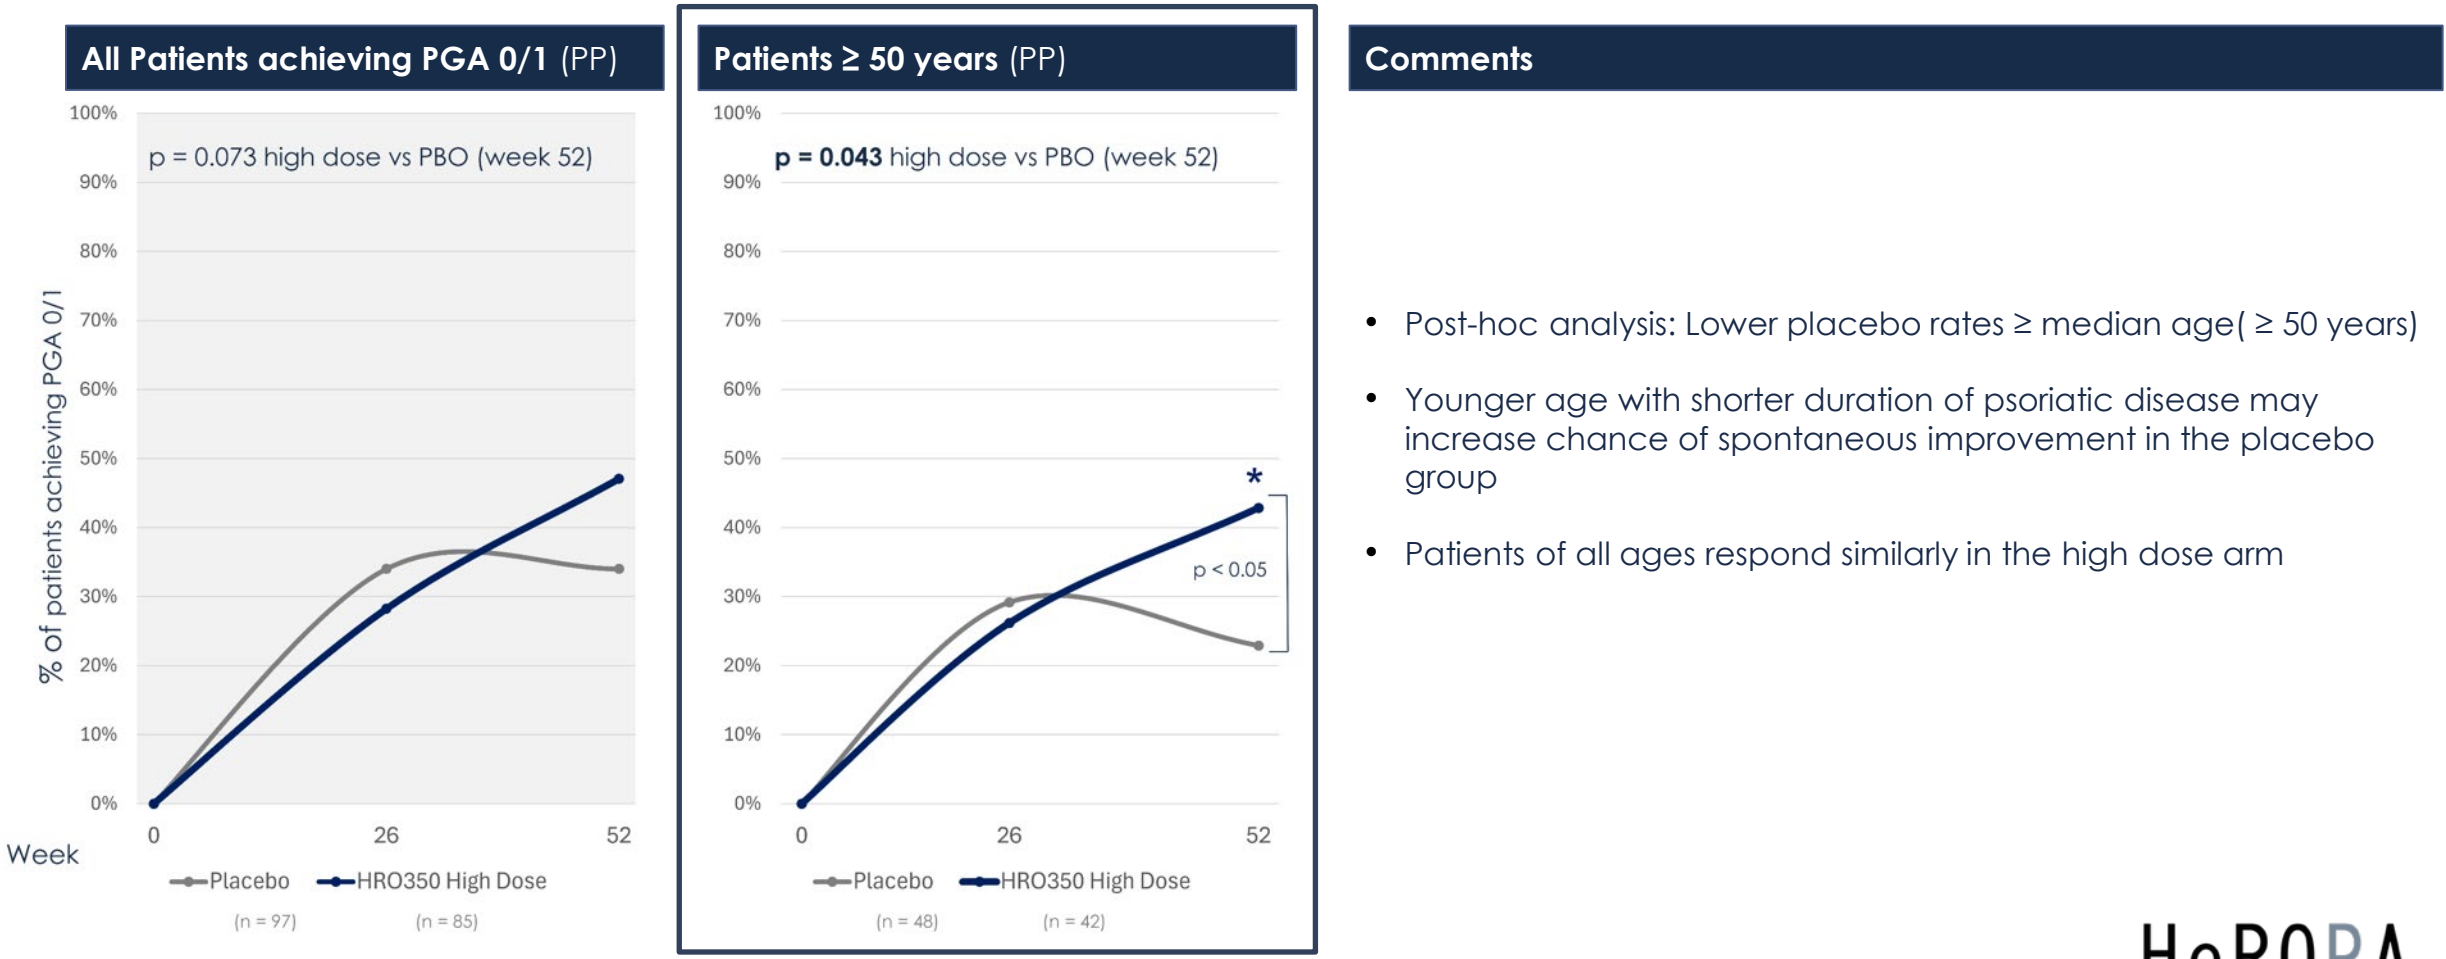 All Patients achieving PGA 0/1 (PP)
p = 0.073 high dose vs PBO (week 52)
% of patients achieving PGA 0/1
100%
90%
80%
70%
60%
50%
40%
30%
20%
10%
0%
Week
0 26 52
Placebo HRO350 High Dose
(n = 97) (n = 85)
Patients ≥ 50 years (PP)
p = 0.043 high dose vs PBO (week 52)
100%
90%
80%
70%
60%
50%
40%
30%
20%
10%
0%
*
p < 0.05
0 26 52
Placebo HRO350 High Dose
(n = 48) (n = 42)
Comments
• Post-hoc analysis: Lower placebo rates ≥ median age( ≥ 50 years)
• Younger age with shorter duration of psoriatic disease may
increase chance of spontaneous improvement in the placebo
group
• Patients of all ages respond similarly in the high dose arm